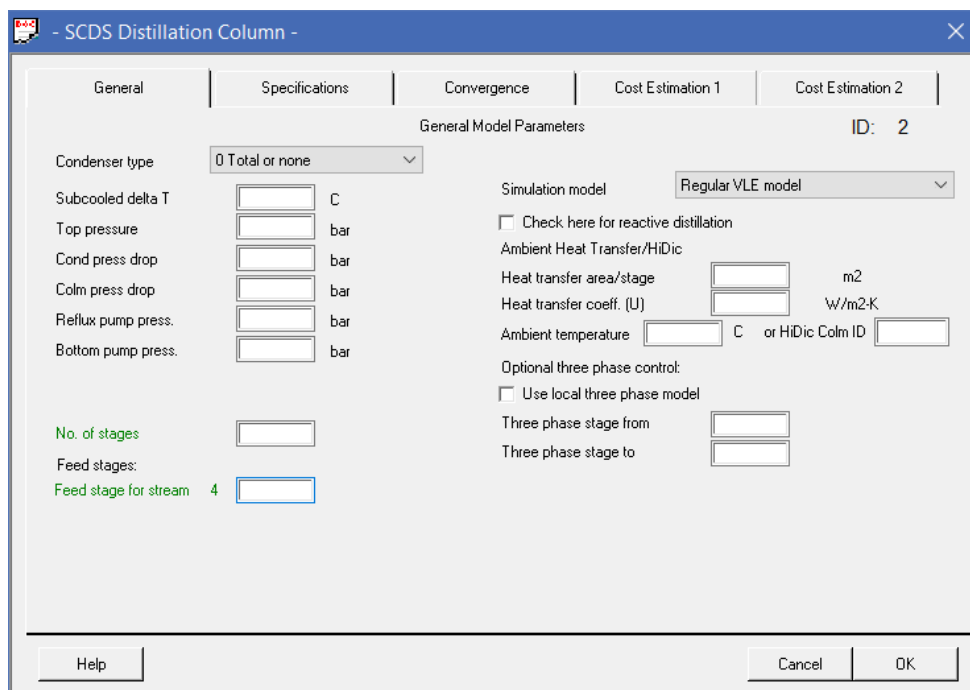 - SCDS Distillation Column -
General Specifications Convergence Cost Estimation 1 Cost Estimation 2
General Model Parameters ID: 2
Condenser type 0 Total or none
Subcooled delta T C
Top pressure bar
Cond press drop bar
Colm press drop bar
Reflux pump press. bar
Bottom pump press. bar
No. of stages
Feed stages:
Feed stage for stream 4
Simulation model Regular VLE model
Check here for reactive distillation
Ambient Heat Transfer/HiDic
Heat transfer area/stage m2
Heat transfer coeff. (U) W/m2-K
Ambient temperature C or HiDic Colm ID
Optional three phase control:
Use local three phase model
Three phase stage from
Three phase stage to
Help Cancel OK